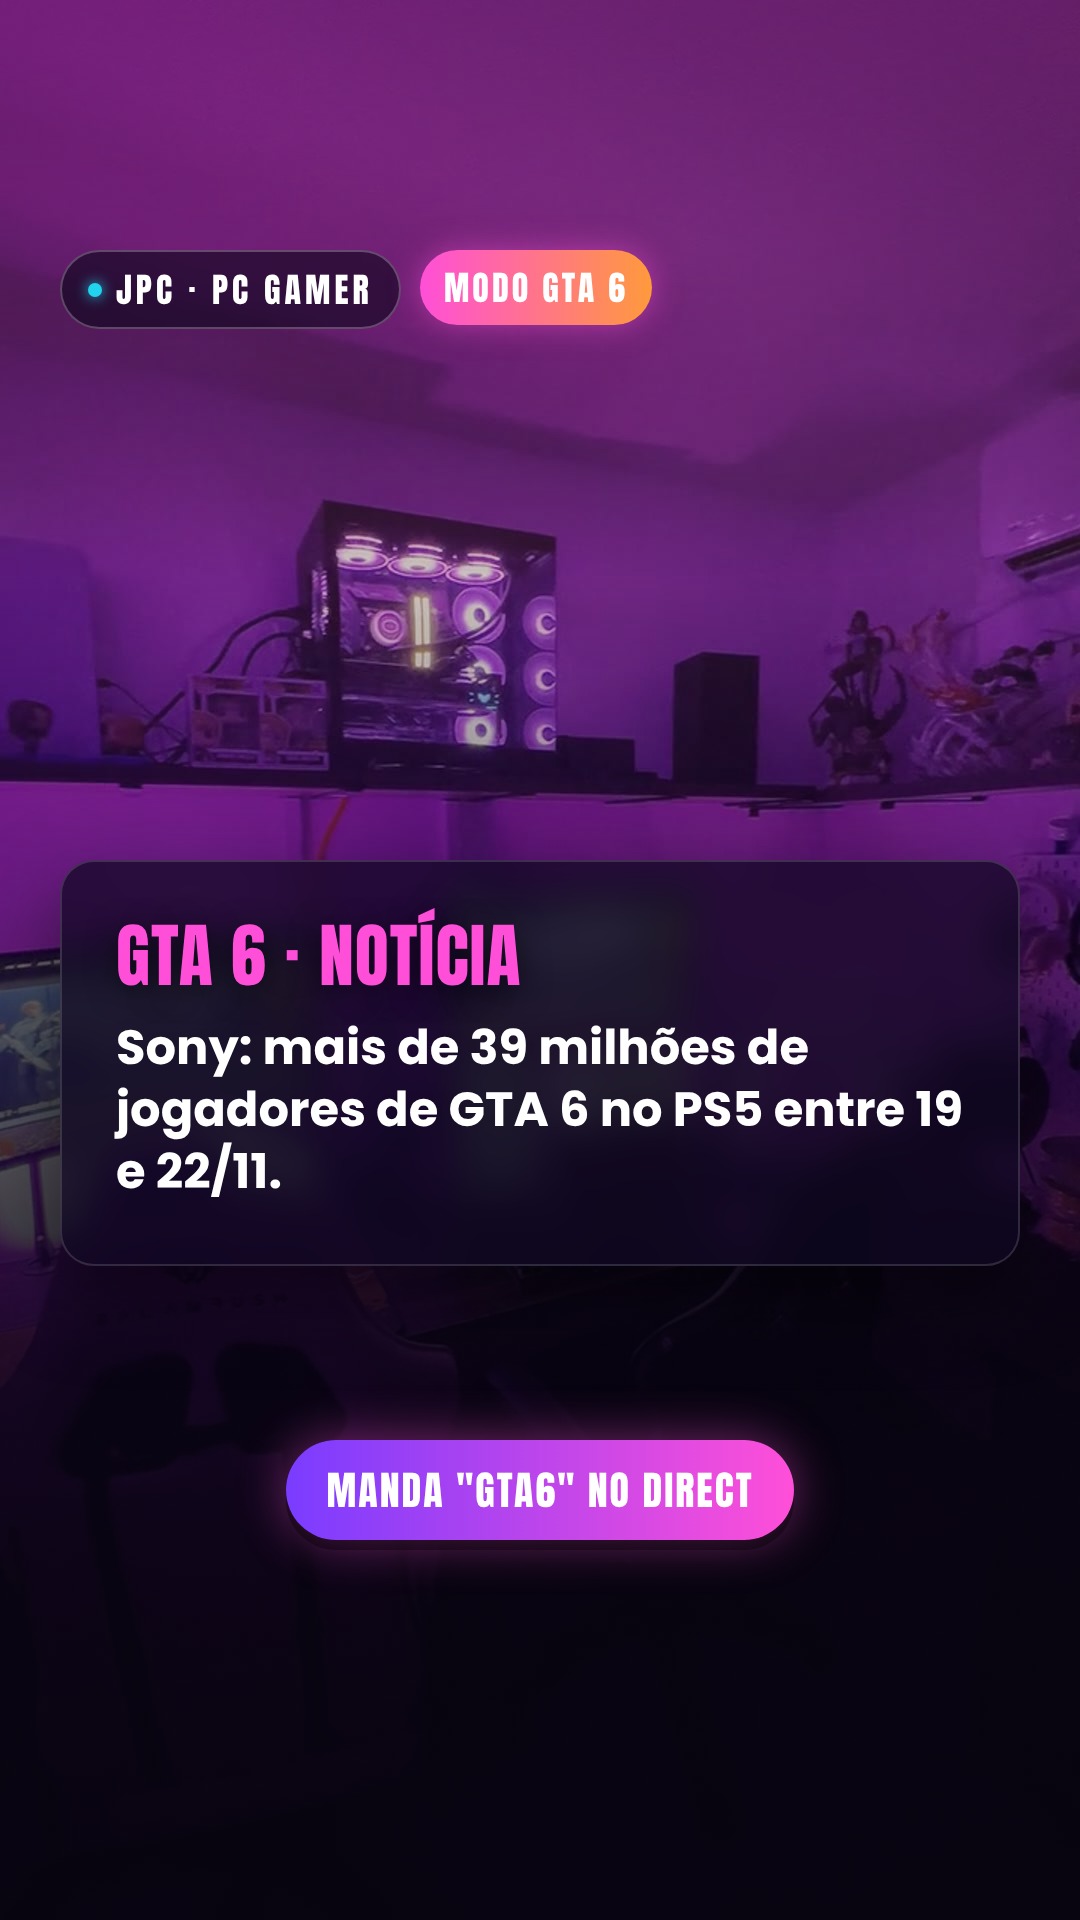 JPC · PC GAMER
MODO GTA 6
GTA 6 · NOTÍCIA
Sony: mais de 39 milhões de
jogadores de GTA 6 no PS5 entre 19
e 22/11.
MANDA "GTA6" NO DIRECT